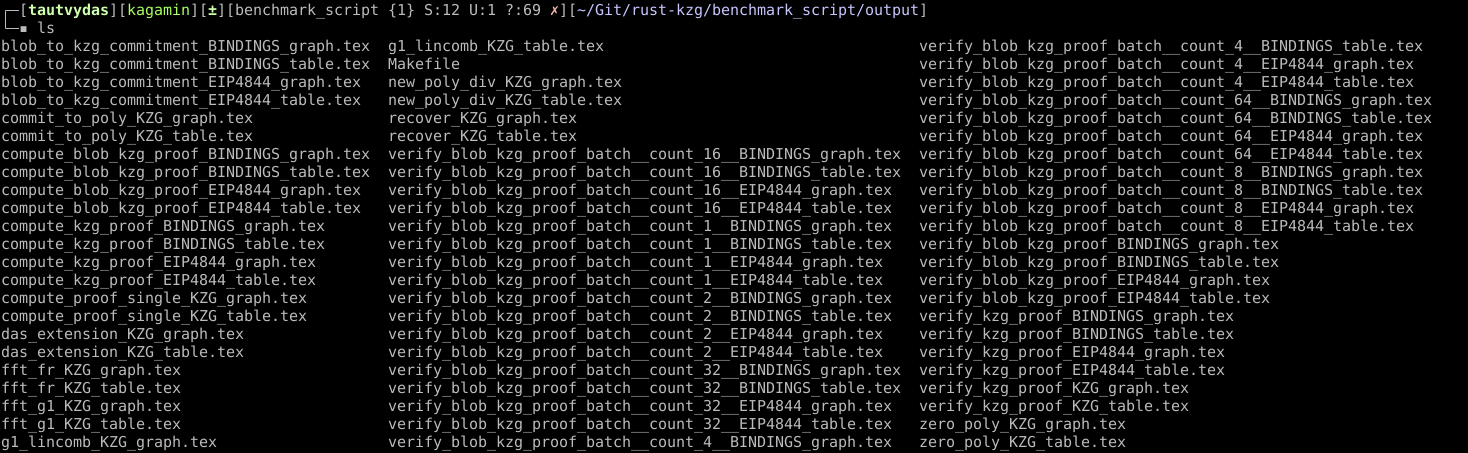 ┌─[tautvydas][kagamin][±][benchmark_script {1} S:12 U:1 ?:69 ✗][~/Git/rust-kzg/benchmark_script/output]
└─▪ ls
blob_to_kzg_commitment_BINDINGS_graph.tex  g1_lincomb_KZG_table.tex  verify_blob_kzg_proof_batch__count_4__BINDINGS_table.tex
blob_to_kzg_commitment_BINDINGS_table.tex  Makefile  verify_blob_kzg_proof_batch__count_4__EIP4844_graph.tex
blob_to_kzg_commitment_EIP4844_graph.tex  new_poly_div_KZG_graph.tex  verify_blob_kzg_proof_batch__count_4__EIP4844_table.tex
blob_to_kzg_commitment_EIP4844_table.tex  new_poly_div_KZG_table.tex  verify_blob_kzg_proof_batch__count_64__BINDINGS_graph.tex
commit_to_poly_KZG_graph.tex  recover_KZG_graph.tex  verify_blob_kzg_proof_batch__count_64__BINDINGS_table.tex
commit_to_poly_KZG_table.tex  recover_KZG_table.tex  verify_blob_kzg_proof_batch__count_64__EIP4844_graph.tex
compute_blob_kzg_proof_BINDINGS_graph.tex  verify_blob_kzg_proof_batch__count_16__BINDINGS_graph.tex  verify_blob_kzg_proof_batch__count_64__EIP4844_table.tex
compute_blob_kzg_proof_BINDINGS_table.tex  verify_blob_kzg_proof_batch__count_16__BINDINGS_table.tex  verify_blob_kzg_proof_batch__count_8__BINDINGS_graph.tex
compute_blob_kzg_proof_EIP4844_graph.tex  verify_blob_kzg_proof_batch__count_16__EIP4844_graph.tex  verify_blob_kzg_proof_batch__count_8__BINDINGS_table.tex
compute_blob_kzg_proof_EIP4844_table.tex  verify_blob_kzg_proof_batch__count_16__EIP4844_table.tex  verify_blob_kzg_proof_batch__count_8__EIP4844_graph.tex
compute_kzg_proof_BINDINGS_graph.tex  verify_blob_kzg_proof_batch__count_1__BINDINGS_graph.tex  verify_blob_kzg_proof_batch__count_8__EIP4844_table.tex
compute_kzg_proof_BINDINGS_table.tex  verify_blob_kzg_proof_batch__count_1__BINDINGS_table.tex  verify_blob_kzg_proof_BINDINGS_graph.tex
compute_kzg_proof_EIP4844_graph.tex  verify_blob_kzg_proof_batch__count_1__EIP4844_graph.tex  verify_blob_kzg_proof_BINDINGS_table.tex
compute_kzg_proof_EIP4844_table.tex  verify_blob_kzg_proof_batch__count_1__EIP4844_table.tex  verify_blob_kzg_proof_EIP4844_graph.tex
compute_proof_single_KZG_graph.tex  verify_blob_kzg_proof_batch__count_2__BINDINGS_graph.tex  verify_blob_kzg_proof_EIP4844_table.tex
compute_proof_single_KZG_table.tex  verify_blob_kzg_proof_batch__count_2__BINDINGS_table.tex  verify_kzg_proof_BINDINGS_graph.tex
das_extension_KZG_graph.tex  verify_blob_kzg_proof_batch__count_2__EIP4844_graph.tex  verify_kzg_proof_BINDINGS_table.tex
das_extension_KZG_table.tex  verify_blob_kzg_proof_batch__count_2__EIP4844_table.tex  verify_kzg_proof_EIP4844_graph.tex
fft_fr_KZG_graph.tex  verify_blob_kzg_proof_batch__count_32__BINDINGS_graph.tex  verify_kzg_proof_EIP4844_table.tex
fft_fr_KZG_table.tex  verify_blob_kzg_proof_batch__count_32__BINDINGS_table.tex  verify_kzg_proof_KZG_graph.tex
fft_g1_KZG_graph.tex  verify_blob_kzg_proof_batch__count_32__EIP4844_graph.tex  verify_kzg_proof_KZG_table.tex
fft_g1_KZG_table.tex  verify_blob_kzg_proof_batch__count_32__EIP4844_table.tex  zero_poly_KZG_graph.tex
g1_lincomb_KZG_graph.tex  verify_blob_kzg_proof_batch__count_4__BINDINGS_graph.tex  zero_poly_KZG_table.tex